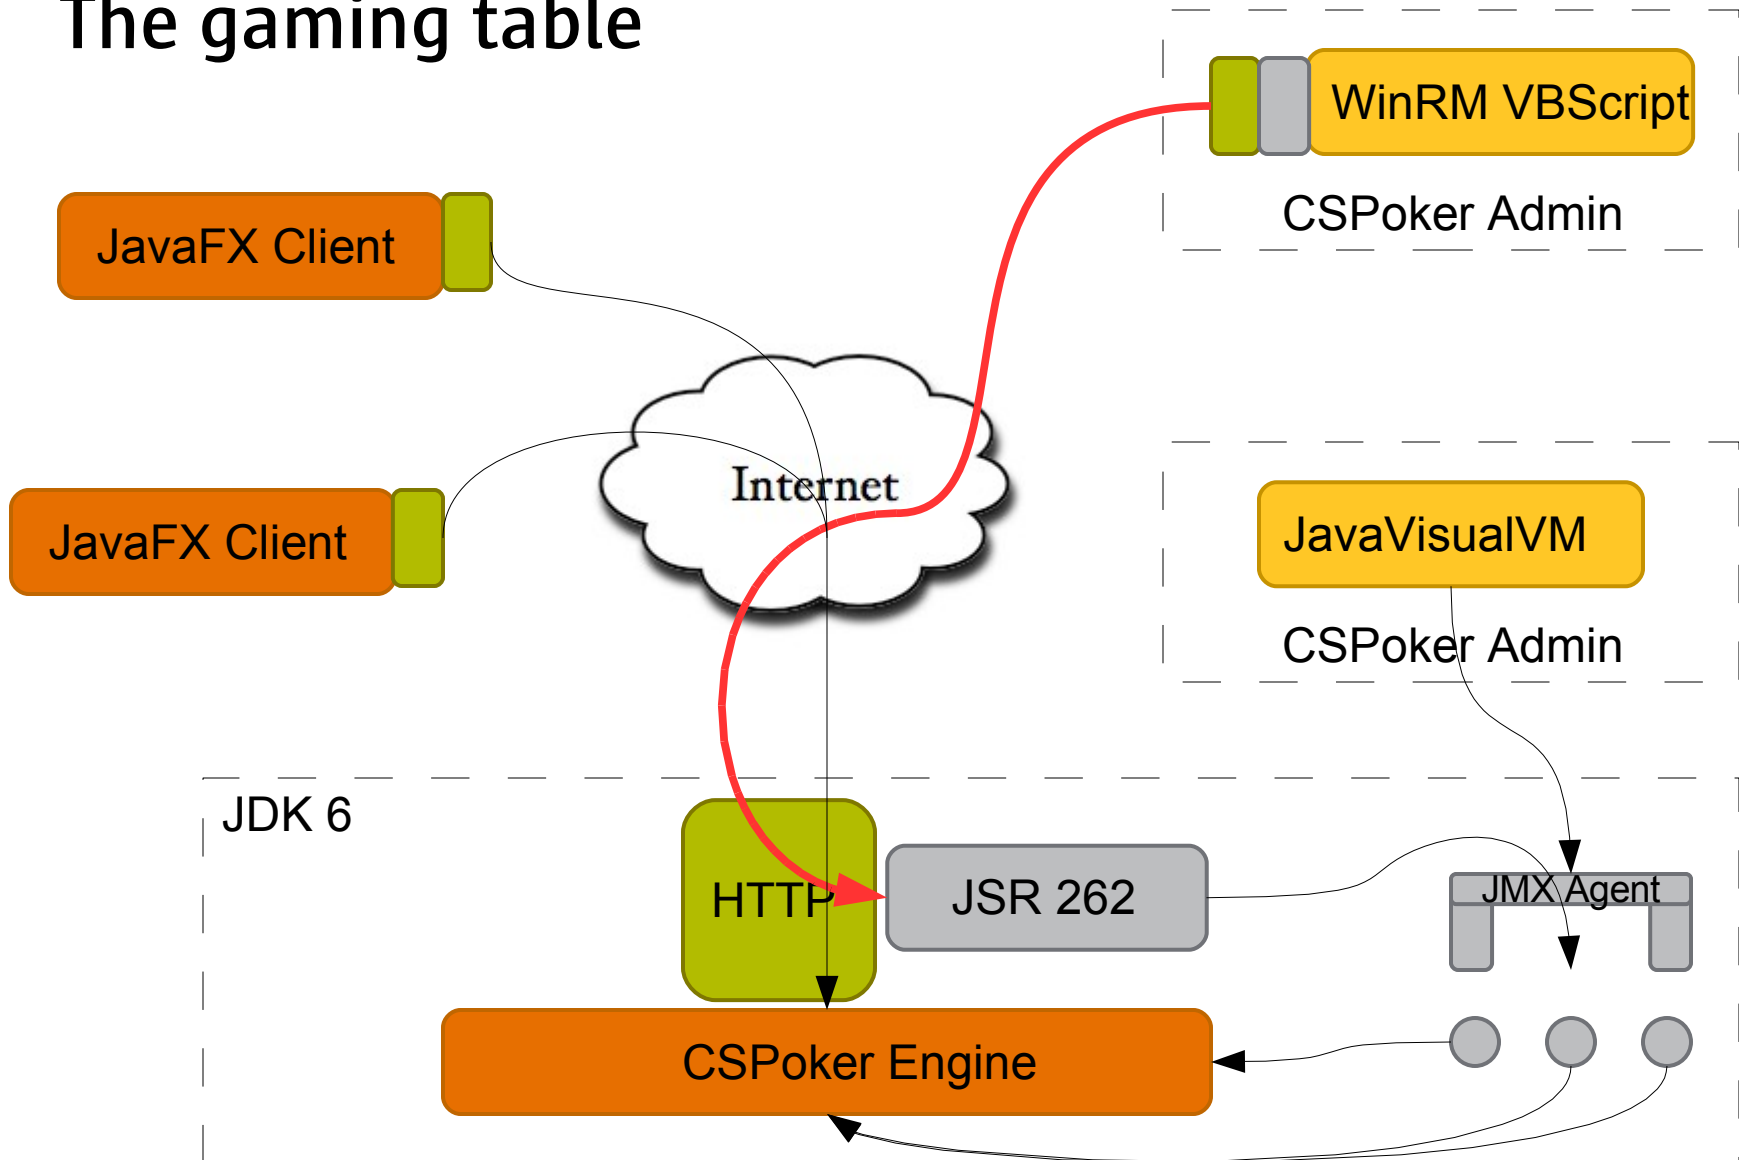 The gaming table
WinRM VBScript
CSPoker Admin
JavaFX Client
Internet
JavaFX Client
JavaVisualVM
CSPoker Admin
JDK 6
HTTP
JSR 262
JMX Agent
CSPoker Engine